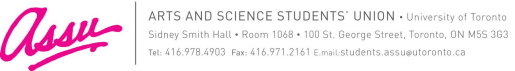 assu
ARTS AND SCIENCE STUDENTS' UNION • University of Toronto
Sidney Smith Hall • Room 1068 • 100 St. George Street, Toronto, ON M5S 3G3
Tel: 416.978.4903 Fax: 416.971.2161 E.mail:students.assu@utoronto.ca